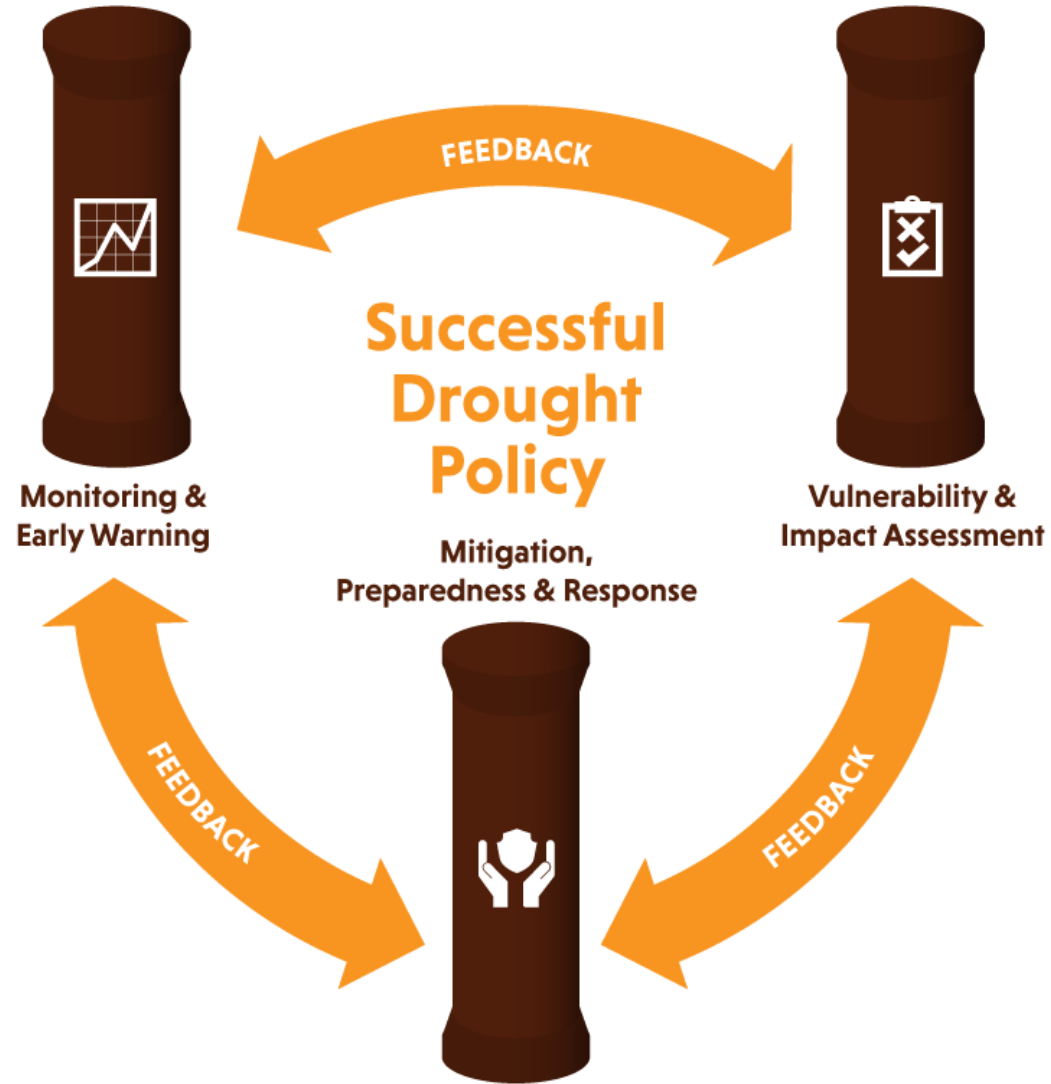 FEEDBACK
Successful
Drought
Policy
Monitoring &
Early Warning
Vulnerability &
Impact Assessment
Mitigation,
Preparedness & Response
FEEDBACK
FEEDBACK